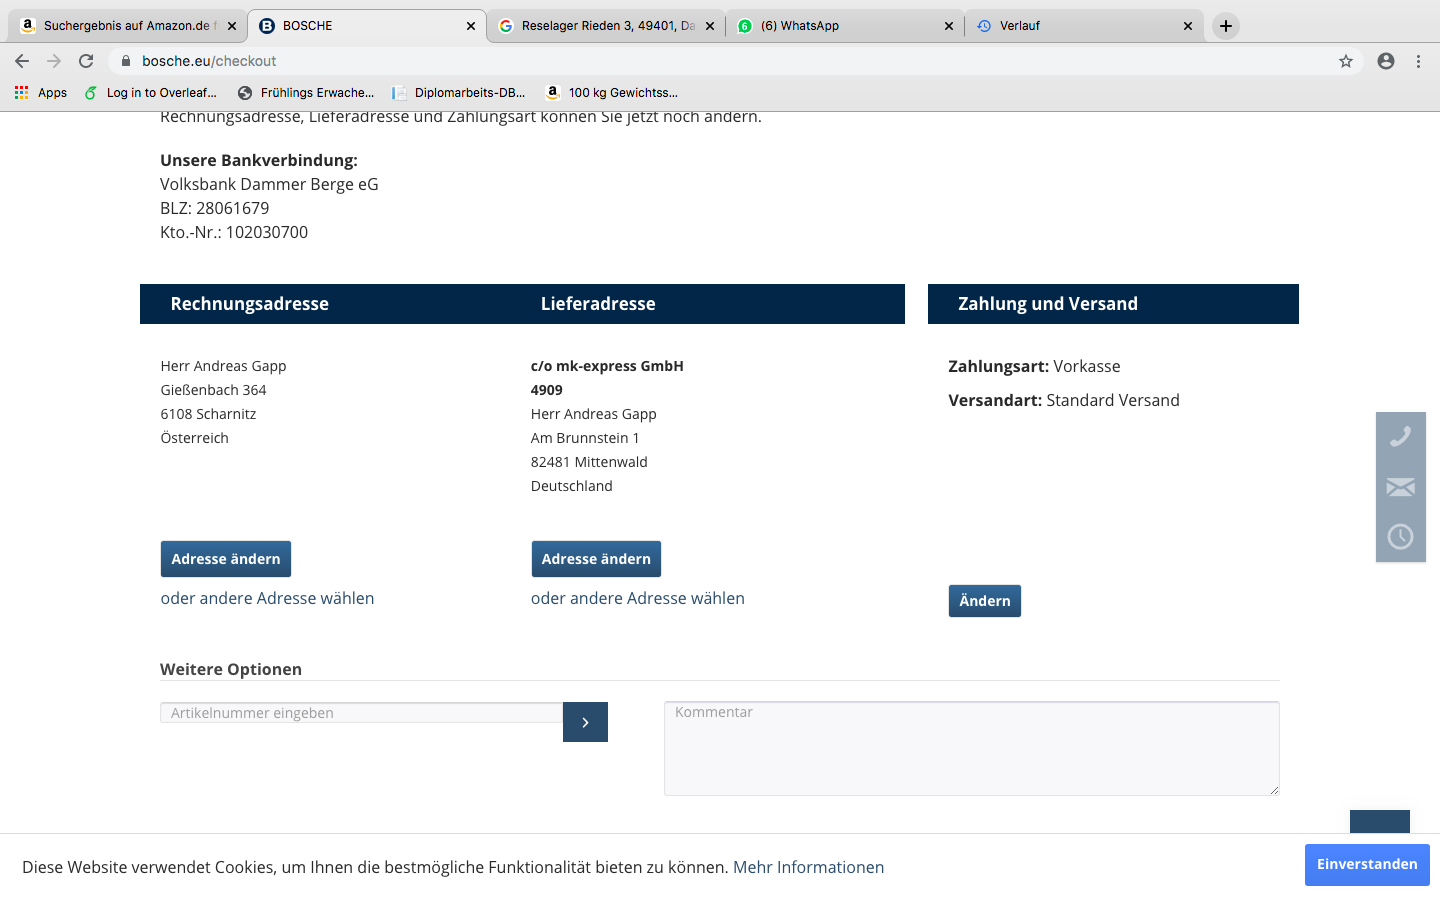 Suchergebnis auf Amazon.de f
BOSCHE
Reselager Rieden 3, 49401, Da
(6) WhatsApp
Verlauf
bosche.eu/checkout
Apps
Log in to Overleaf...
Frühlings Erwache...
Diplomarbeits-DB...
100 kg Gewichtss...
Rechnungsadresse, Lieferadresse und Zahlungsart können Sie jetzt noch ändern.
Unsere Bankverbindung:
Volksbank Dammer Berge eG
BLZ: 28061679
Kto.-Nr.: 102030700
Rechnungsadresse
Lieferadresse
Zahlung und Versand
Herr Andreas Gapp
Gießenbach 364
6108 Scharnitz
Österreich
c/o mk-express GmbH
4909
Herr Andreas Gapp
Am Brunnstein 1
82481 Mittenwald
Deutschland
Zahlungsart: Vorkasse
Versandart: Standard Versand
Adresse ändern
oder andere Adresse wählen
Adresse ändern
oder andere Adresse wählen
Ändern
Weitere Optionen
Artikelnummer eingeben
Kommentar
Diese Website verwendet Cookies, um Ihnen die bestmögliche Funktionalität bieten zu können. Mehr Informationen
Einverstanden